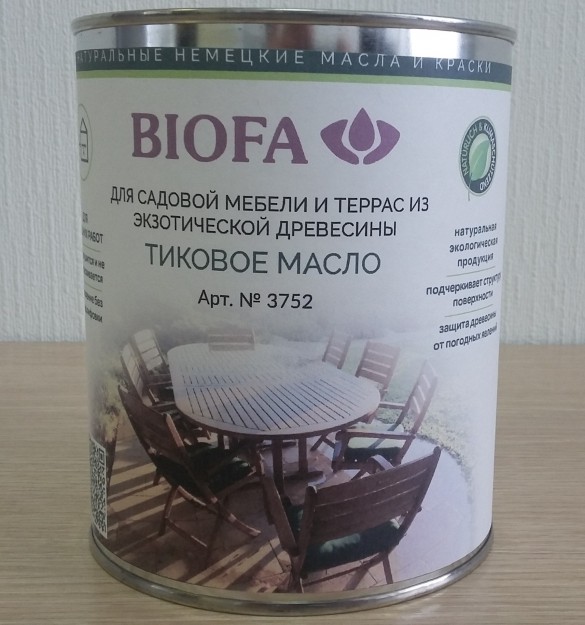 НАТУРАЛЬНЫЕ НЕМЕЦКИЕ МАСЛА И КРАСКИ
BIOFA
ДЛЯ САДОВОЙ МЕБЕЛИ И ТЕРРАС ИЗ
ЭКЗОТИЧЕСКОЙ ДРЕВЕСИНЫ
ТИКОВОЕ МАСЛО
Арт. № 3752
натуральная
экологическая
продукция
подчеркивает структуру
поверхности
защита древесины
от погодных явлений